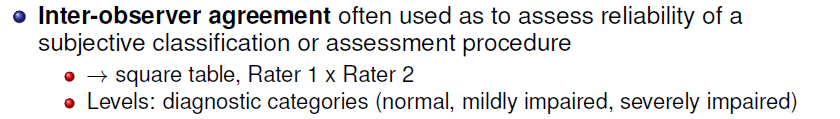 Inter-observer agreement often used as to assess reliability of a
subjective classification or assessment procedure
→ square table, Rater 1 x Rater 2
Levels: diagnostic categories (normal, mildly impaired, severely impaired)